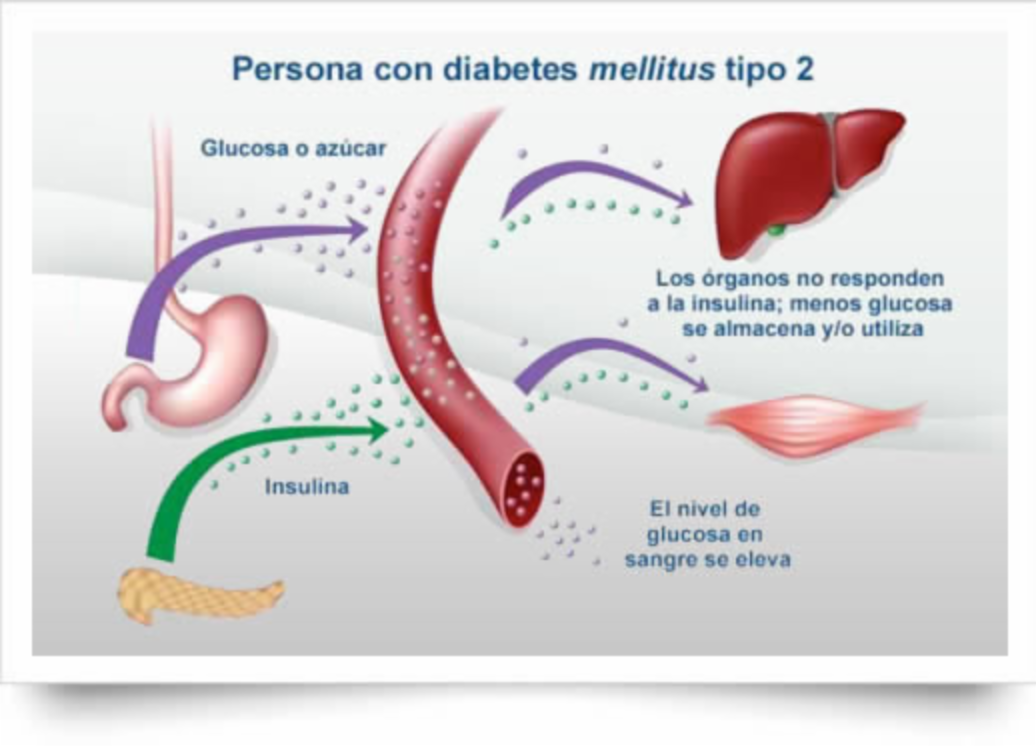 Persona con diabetes mellitus tipo 2
Glucosa o azúcar
Los órganos no responden
a la insulina; menos glucosa
se almacena y/o utiliza
Insulina
El nivel de
glucosa en
sangre se eleva